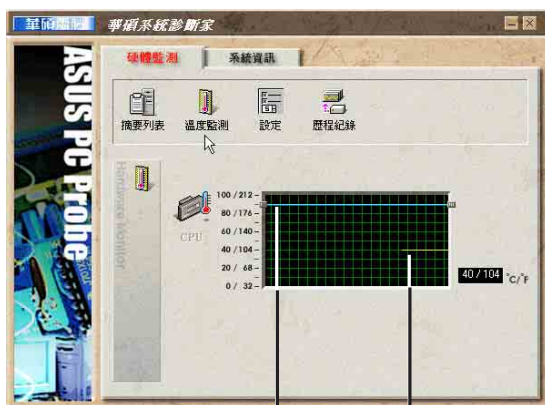 華碩電腦 華碩系統診斷家
硬體監測 系統資訊
摘要列表 溫度監測 設定 歷程紀錄
ASUS PC Probe
Hardware Monitor
CPU
100 / 212
80 / 176
60 / 140
40 / 104
20 / 68
0 / 32
40 / 104 °C/°F